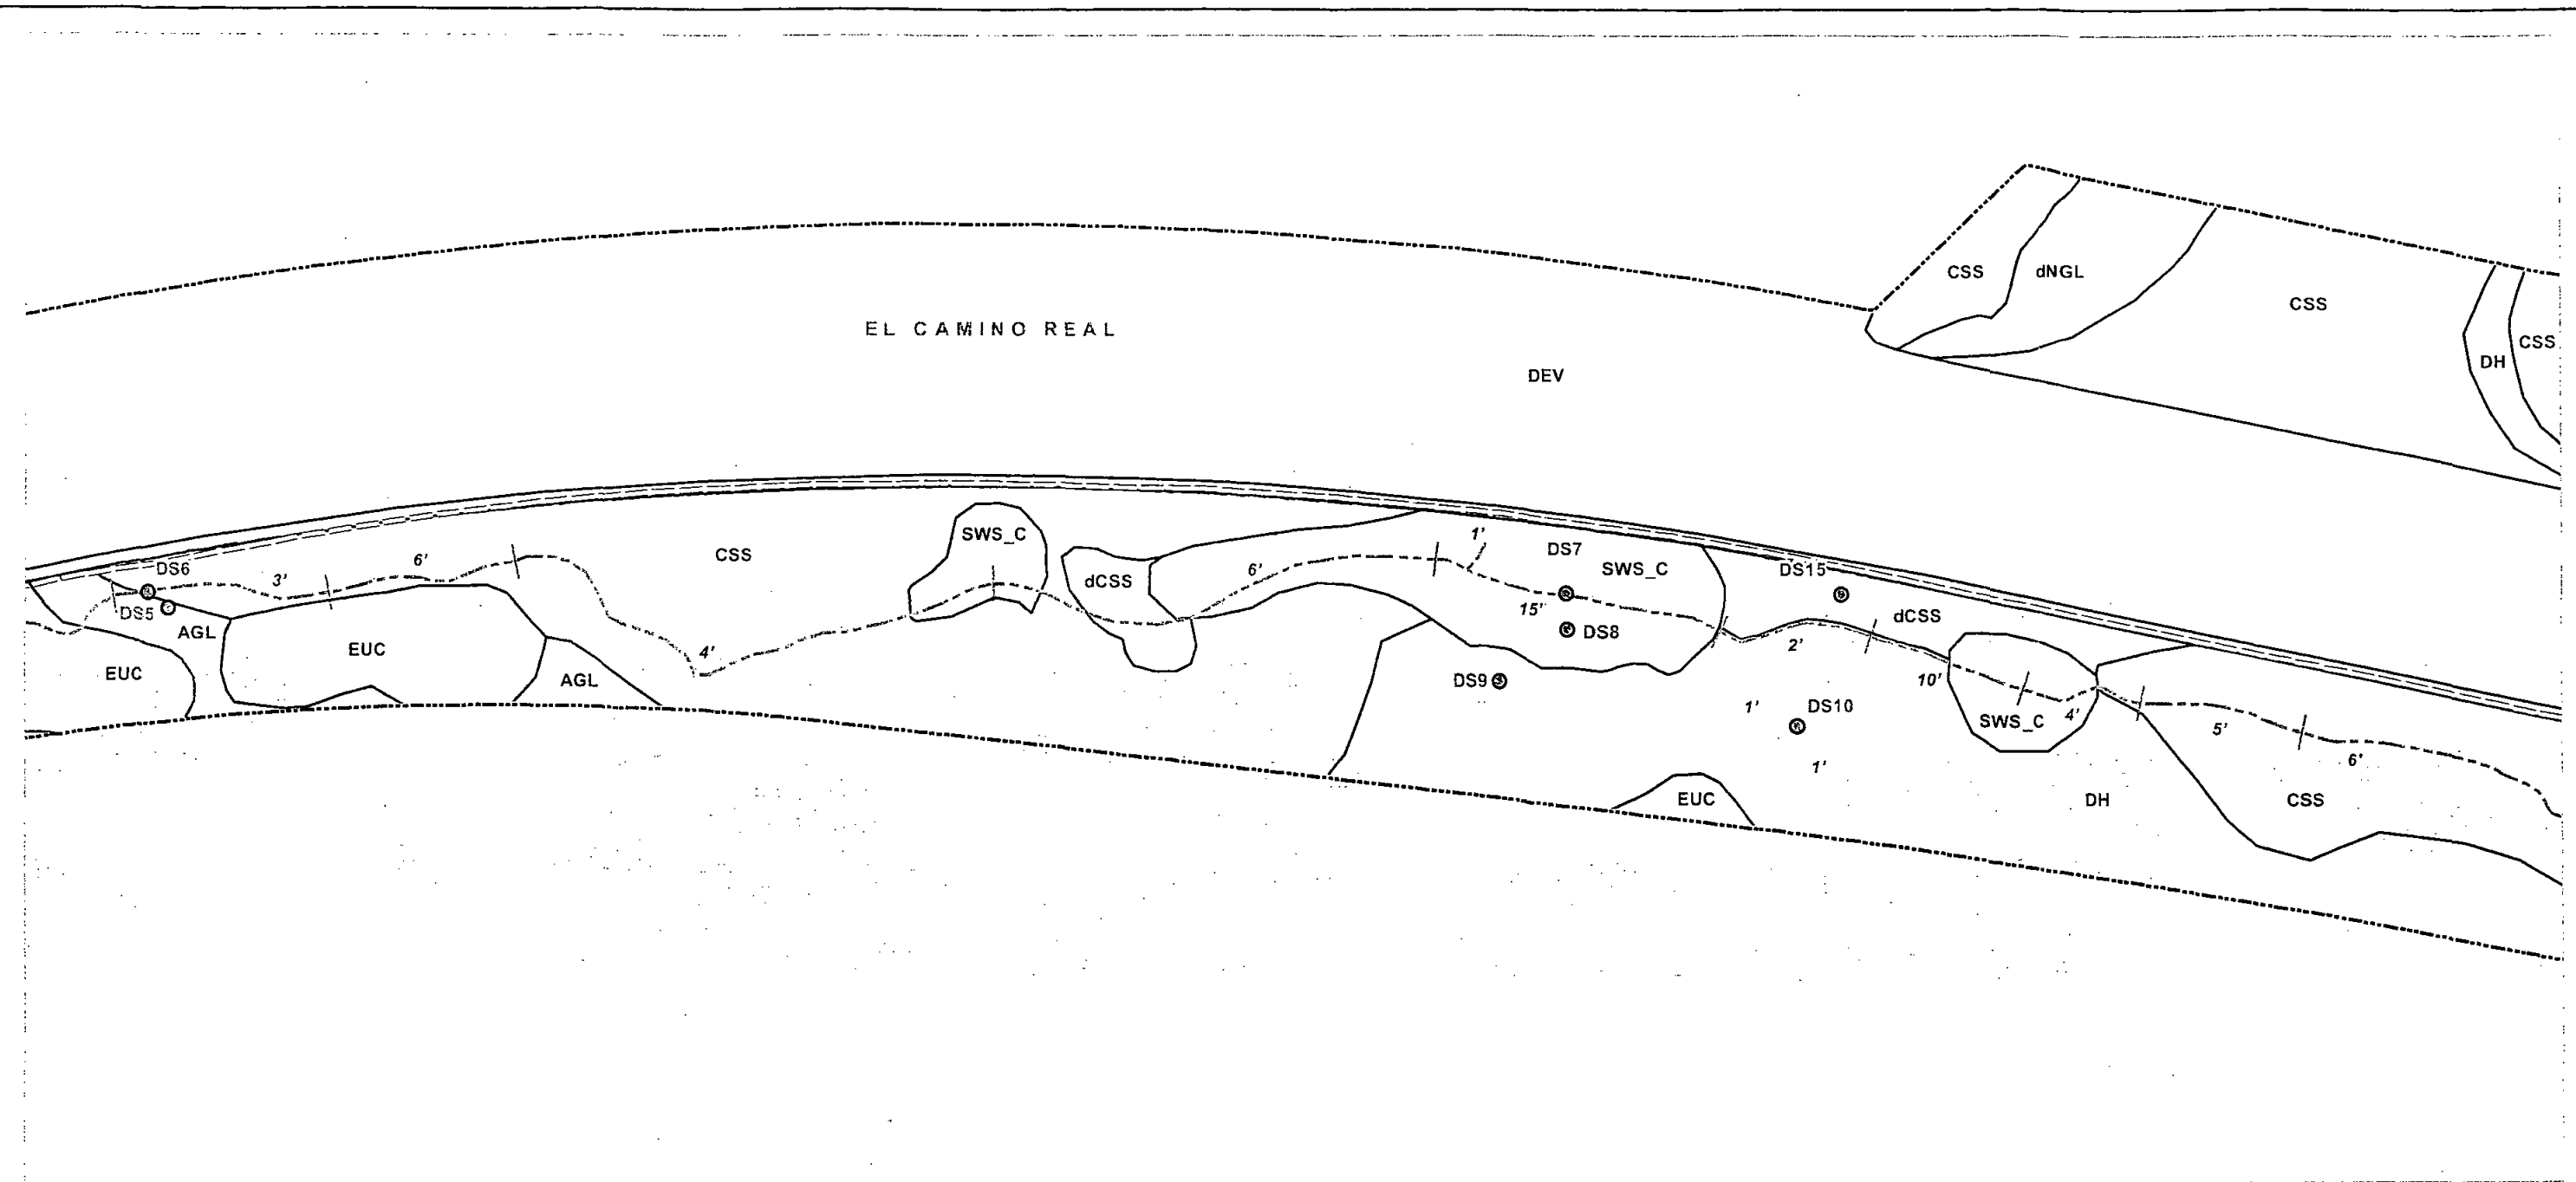 CSS
dNGL
CSS
EL CAMINO REAL
CSS
DH
DEV
SWS_C
1'
DS7
CSS
6'
DS6
3'
dCSS
6'
SWS_C
DS15
DS5
15'
AGL
DS8
dCSS
EUC
4'
2'
EUC
AGL
DS9
10'
1'
DS10
SWS_C
4'
5'
1'
6'
EUC
DH
CSS